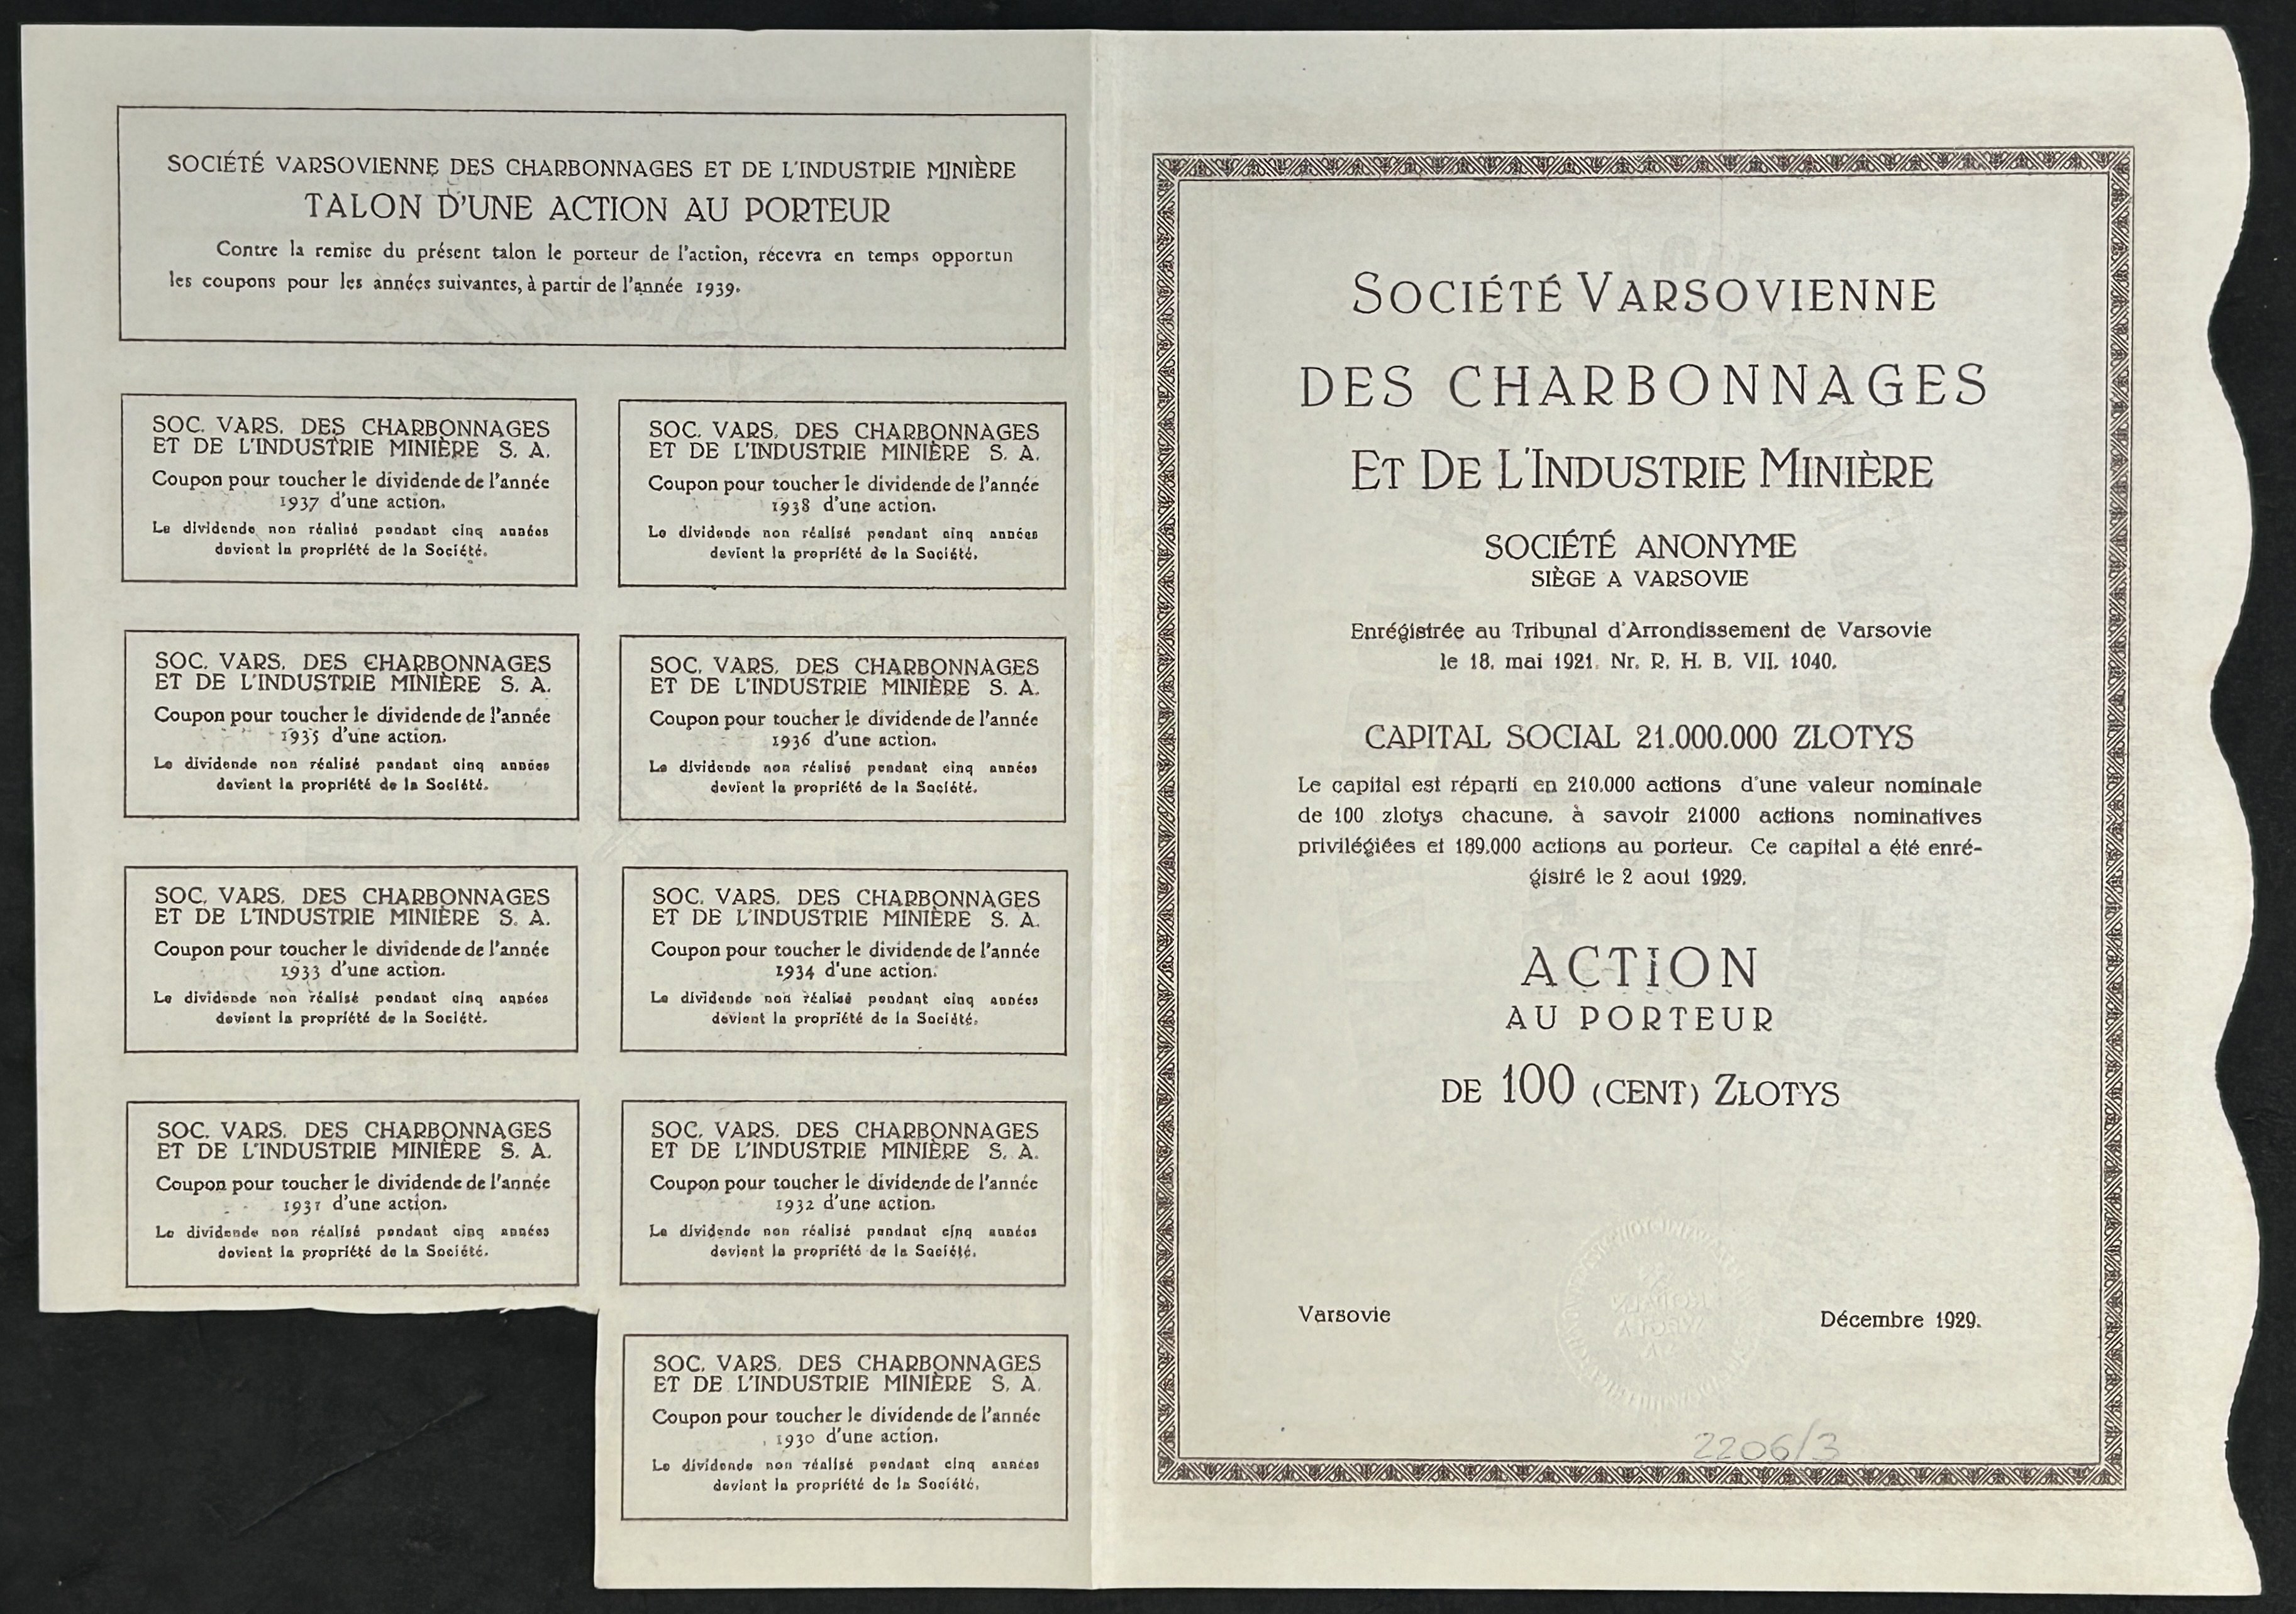 SOCIÉTÉ VARSOVIENNE DES CHARBONNAGES ET DE L'INDUSTRIE MINIÈRE
TALON D'UNE ACTION AU PORTEUR
Contre la remise du présent talon le porteur de l'action, récevra en temps opportun
les coupons pour les années suivantes, à partir de l'année 1939.
SOC. VARS. DES CHARBONNAGES
ET DE L'INDUSTRIE MINIÈRE S. A.
Coupon pour toucher le dividende de l'année
1937 d'une action.
Le dividende non réalisé pendant cinq années
devient la propriété de la Société.
SOC. VARS. DES CHARBONNAGES
ET DE L'INDUSTRIE MINIÈRE S. A.
Coupon pour toucher le dividende de l'année
1938 d'une action.
Le dividende non réalisé pendant cinq années
devient la propriété de la Société.
SOC. VARS. DES CHARBONNAGES
ET DE L'INDUSTRIE MINIÈRE S. A.
Coupon pour toucher le dividende de l'année
1935 d'une action.
Le dividende non réalisé pendant cinq années
devient la propriété de la Société.
SOC. VARS. DES CHARBONNAGES
ET DE L'INDUSTRIE MINIÈRE S. A.
Coupon pour toucher le dividende de l'année
1936 d'une action.
Le dividende non réalisé pendant cinq années
devient la propriété de la Société.
SOC. VARS. DES CHARBONNAGES
ET DE L'INDUSTRIE MINIÈRE S. A.
Coupon pour toucher le dividende de l'année
1933 d'une action.
Le dividende non réalisé pendant cinq années
devient la propriété de la Société.
SOC. VARS. DES CHARBONNAGES
ET DE L'INDUSTRIE MINIÈRE S. A.
Coupon pour toucher le dividende de l'année
1934 d'une action.
Le dividende non réalisé pendant cinq années
devient la propriété de la Société.
SOC. VARS. DES CHARBONNAGES
ET DE L'INDUSTRIE MINIÈRE S. A.
Coupon pour toucher le dividende de l'année
1931 d'une action.
Le dividende non réalisé pendant cinq années
devient la propriété de la Société.
SOC. VARS. DES CHARBONNAGES
ET DE L'INDUSTRIE MINIÈRE S. A.
Coupon pour toucher le dividende de l'année
1932 d'une action.
Le dividende non réalisé pendant cinq années
devient la propriété de la Société.
SOC. VARS. DES CHARBONNAGES
ET DE L'INDUSTRIE MINIÈRE S. A.
Coupon pour toucher le dividende de l'année
1930 d'une action.
Le dividende non réalisé pendant cinq années
devient la propriété de la Société.
SOCIÉTÉ VARSOVIENNE
DES CHARBONNAGES
ET DE L'INDUSTRIE MINIÈRE
SOCIÉTÉ ANONYME
SIÈGE A VARSOVIE
Enrégistrée au Tribunal d'Arrondissement de Varsovie
le 18. mai 1921. Nr. R. H. B. VII. 1040.
CAPITAL SOCIAL 21.000.000 ZLOTYS
Le capital est réparti en 210.000 actions d'une valeur nominale
de 100 zlotys chacune, à savoir 21000 actions nominatives
privilégiées et 189.000 actions au porteur. Ce capital a été enré-
gistré le 2 aout 1929.
ACTION
AU PORTEUR
DE 100 (CENT) ZLOTYS
Varsovie
Décembre 1929.
2206/3